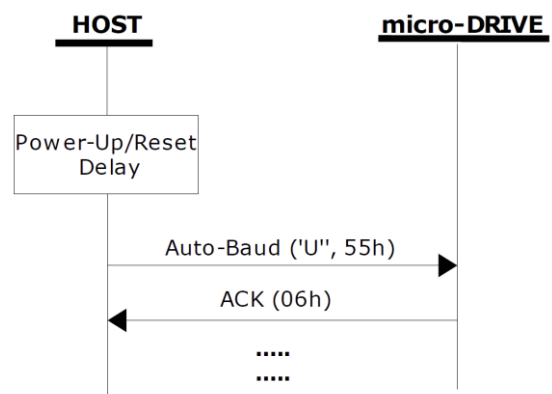 HOST
micro-DRIVE
Power-Up/Reset
Delay
Auto-Baud ('U'', 55h)
ACK (06h)
.....
.....